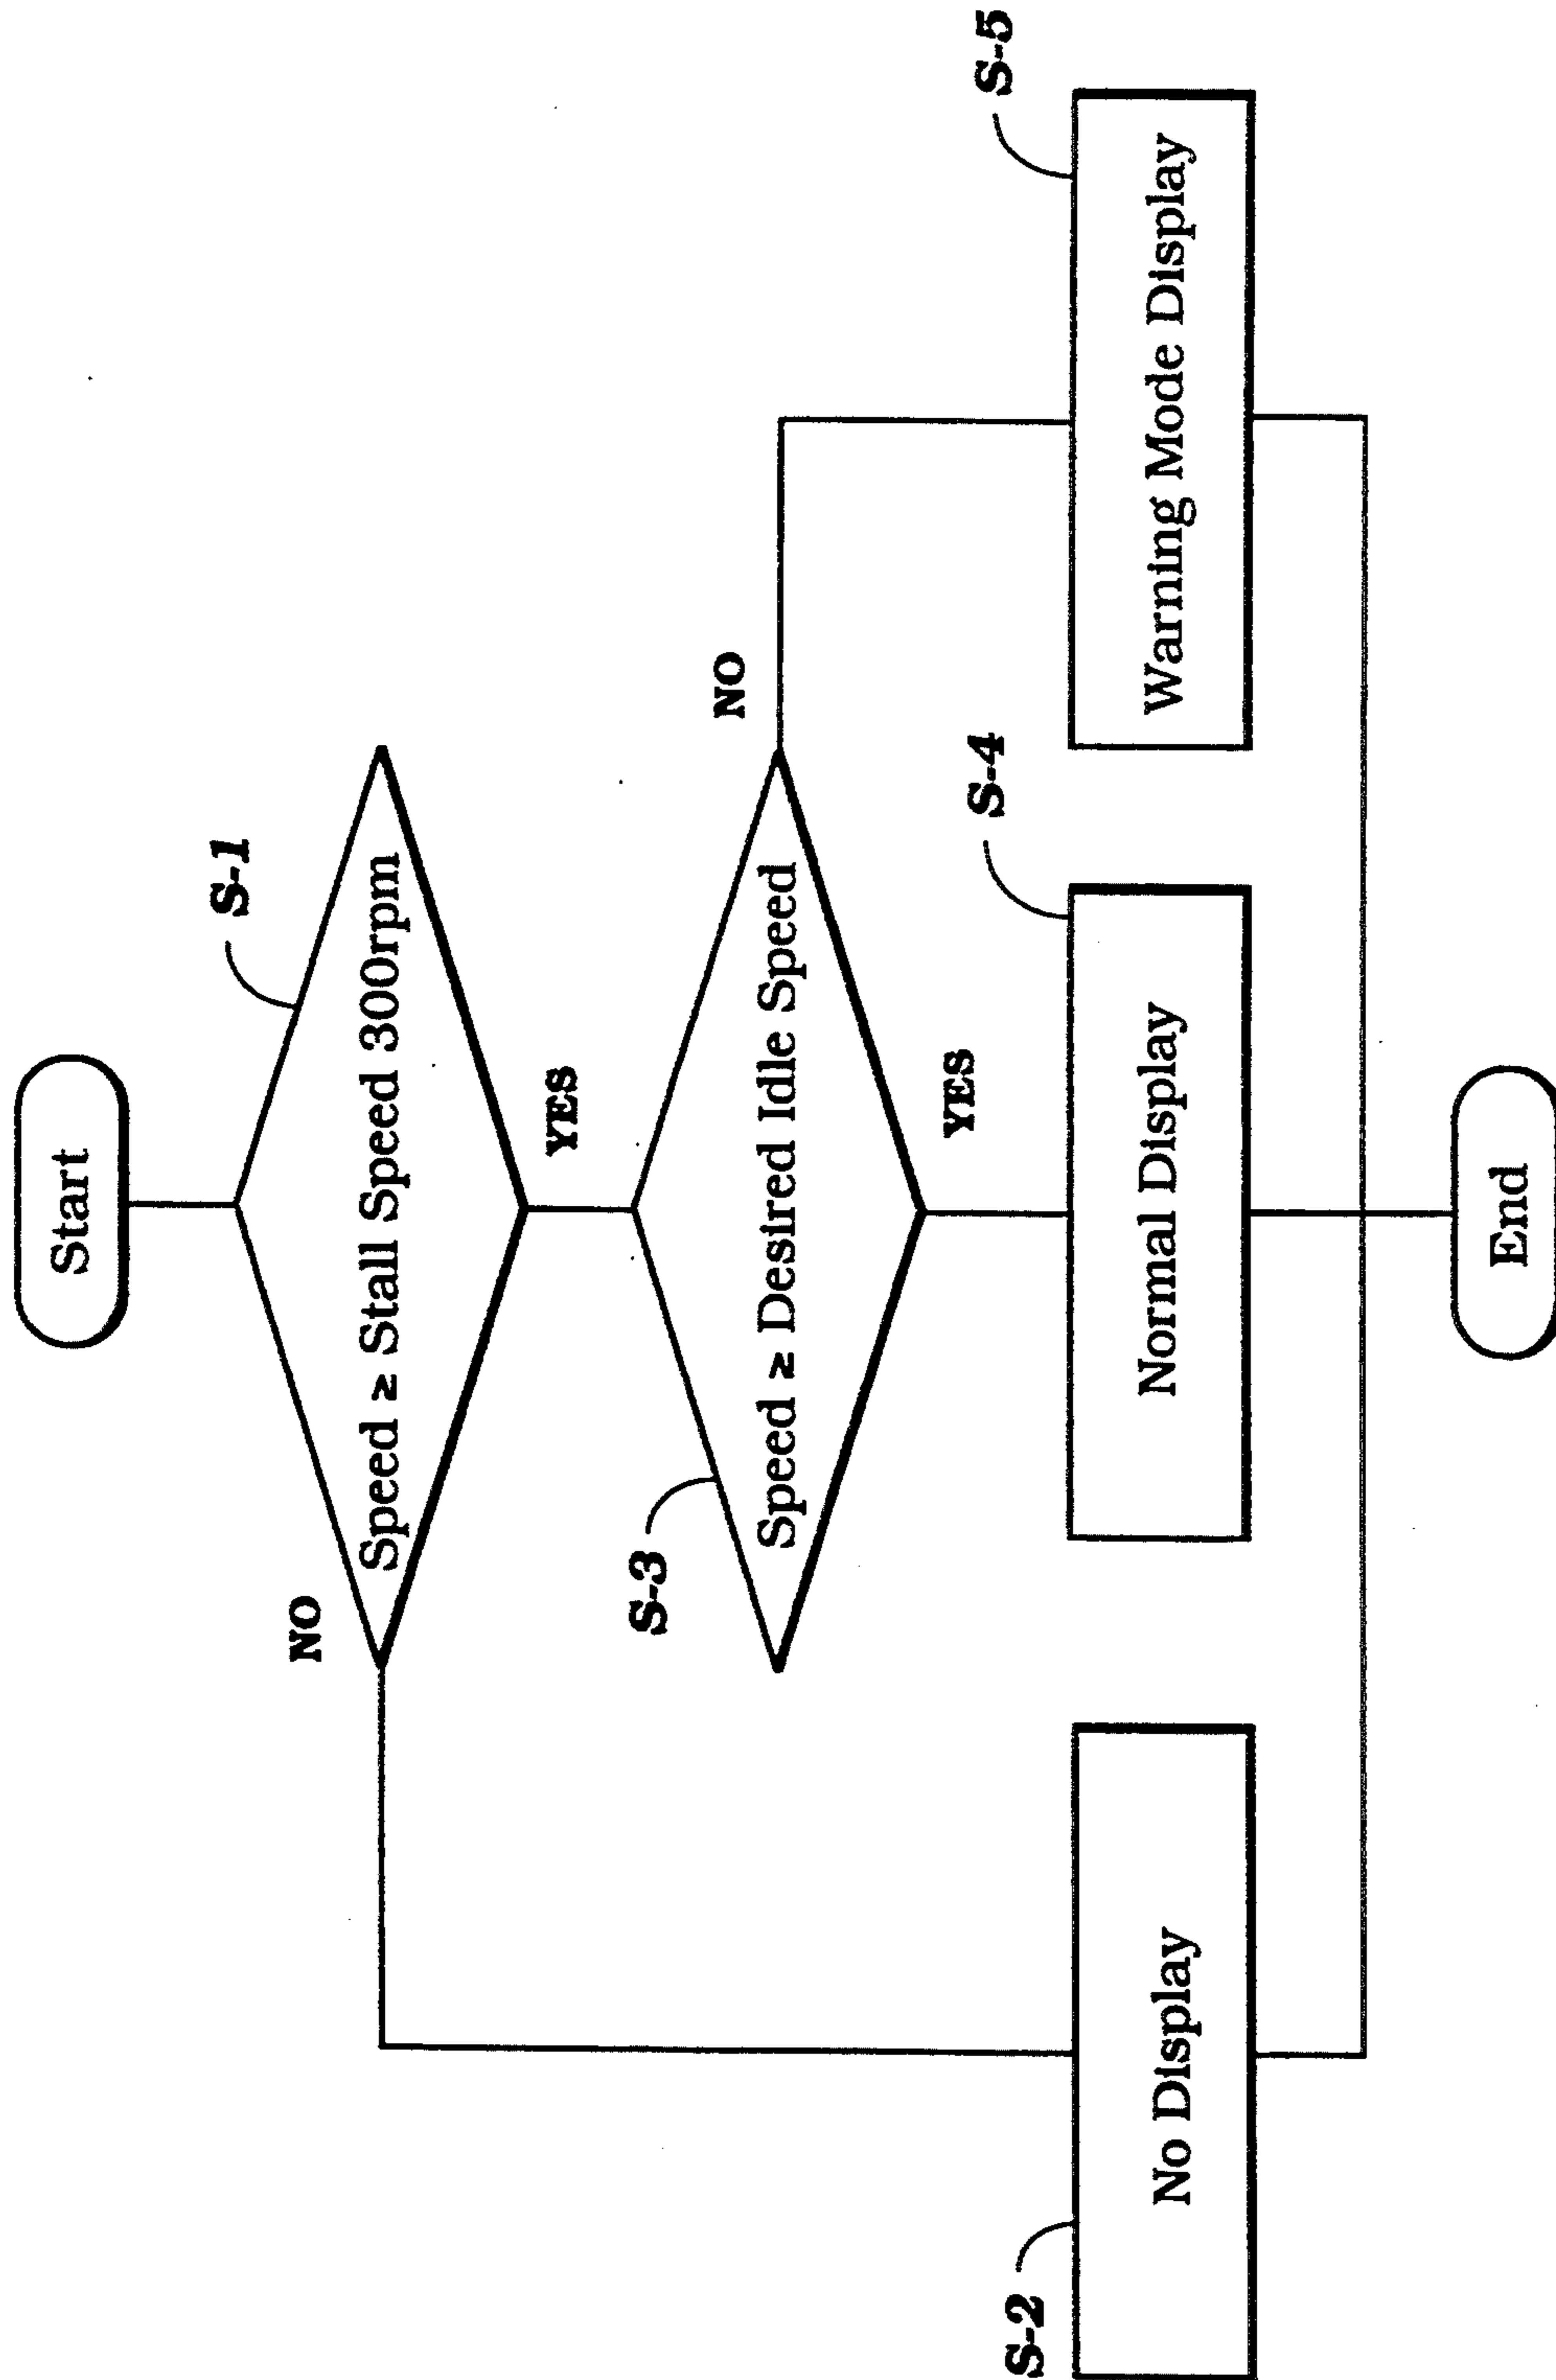 Start
S-1
Speed ≥ Stall Speed 300rpm
NO
YES
S-3
Speed ≥ Desired Idle Speed
NO
YES
S-2
No Display
S-4
Normal Display
S-5
Warning Mode Display
End